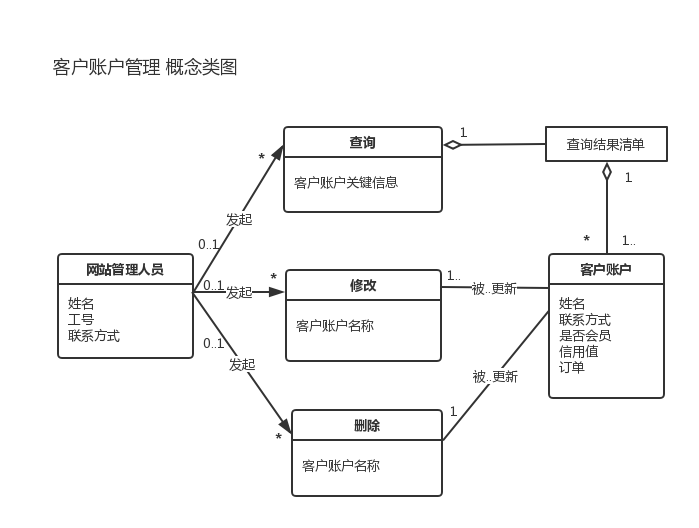 客户账户管理 概念类图
查询
客户账户关键信息
1
查询结果清单
1
*
1..
*
发起
0..1
网站管理人员
姓名
工号
联系方式
0..1
发起
*
修改
客户账户名称
1..
被..更新
客户账户
姓名
联系方式
是否会员
信用值
订单
0..1
发起
*
删除
客户账户名称
1
被..更新